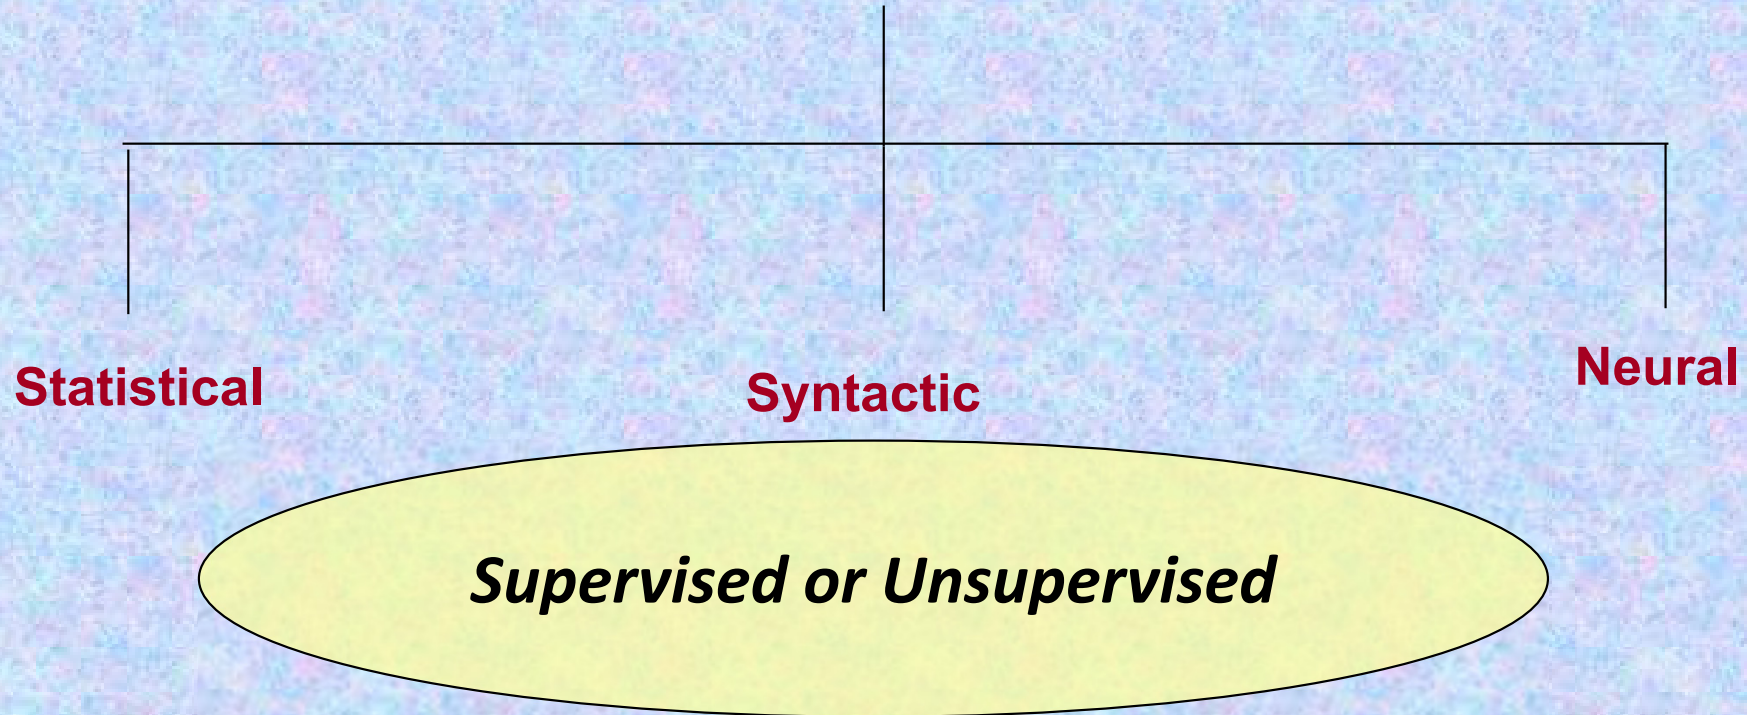 Statistical
Syntactic
Neural
Supervised or Unsupervised